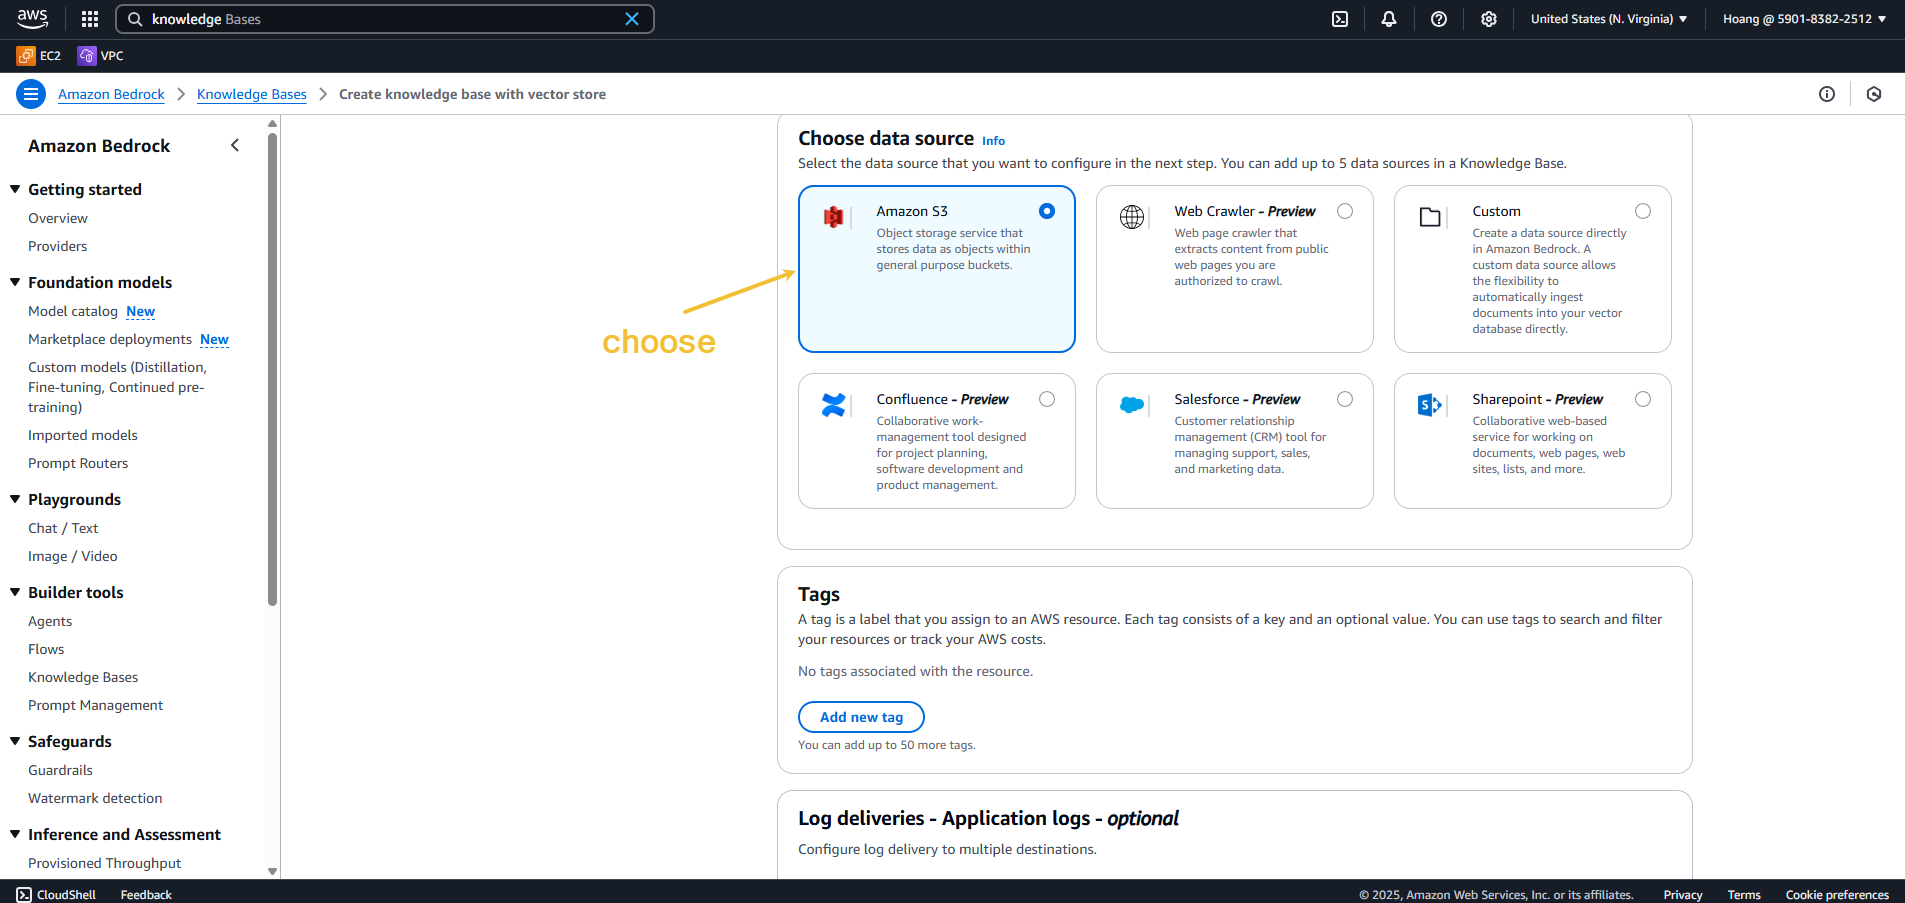 aws
knowledge Bases
United States (N. Virginia)
Hoang @ 5901-8382-2512
EC2
VPC
Amazon Bedrock
Knowledge Bases
Create knowledge base with vector store
Amazon Bedrock
Getting started
Overview
Providers
Foundation models
Model catalog New
Marketplace deployments New
Custom models (Distillation,
Fine-tuning, Continued pre-
training)
Imported models
Prompt Routers
Playgrounds
Chat / Text
Image / Video
Builder tools
Agents
Flows
Knowledge Bases
Prompt Management
Safeguards
Guardrails
Watermark detection
Inference and Assessment
Provisioned Throughput
choose
Choose data source Info
Select the data source that you want to configure in the next step. You can add up to 5 data sources in a Knowledge Base.
Amazon S3
Object storage service that
stores data as objects within
general purpose buckets.
Web Crawler - Preview
Web page crawler that
extracts content from public
web pages you are
authorized to crawl.
Custom
Create a data source directly
in Amazon Bedrock. A
custom data source allows
the flexibility to
automatically ingest
documents into your vector
database directly.
Confluence - Preview
Collaborative work-
management tool designed
for project planning,
software development and
product management.
Salesforce - Preview
Customer relationship
management (CRM) tool for
managing support, sales,
and marketing data.
Sharepoint - Preview
Collaborative web-based
service for working on
documents, web pages, web
sites, lists, and more.
Tags
A tag is a label that you assign to an AWS resource. Each tag consists of a key and an optional value. You can use tags to search and filter
your resources or track your AWS costs.
No tags associated with the resource.
Add new tag
You can add up to 50 more tags.
Log deliveries - Application logs - optional
Configure log delivery to multiple destinations.
CloudShell
Feedback
© 2025, Amazon Web Services, Inc. or its affiliates.
Privacy
Terms
Cookie preferences